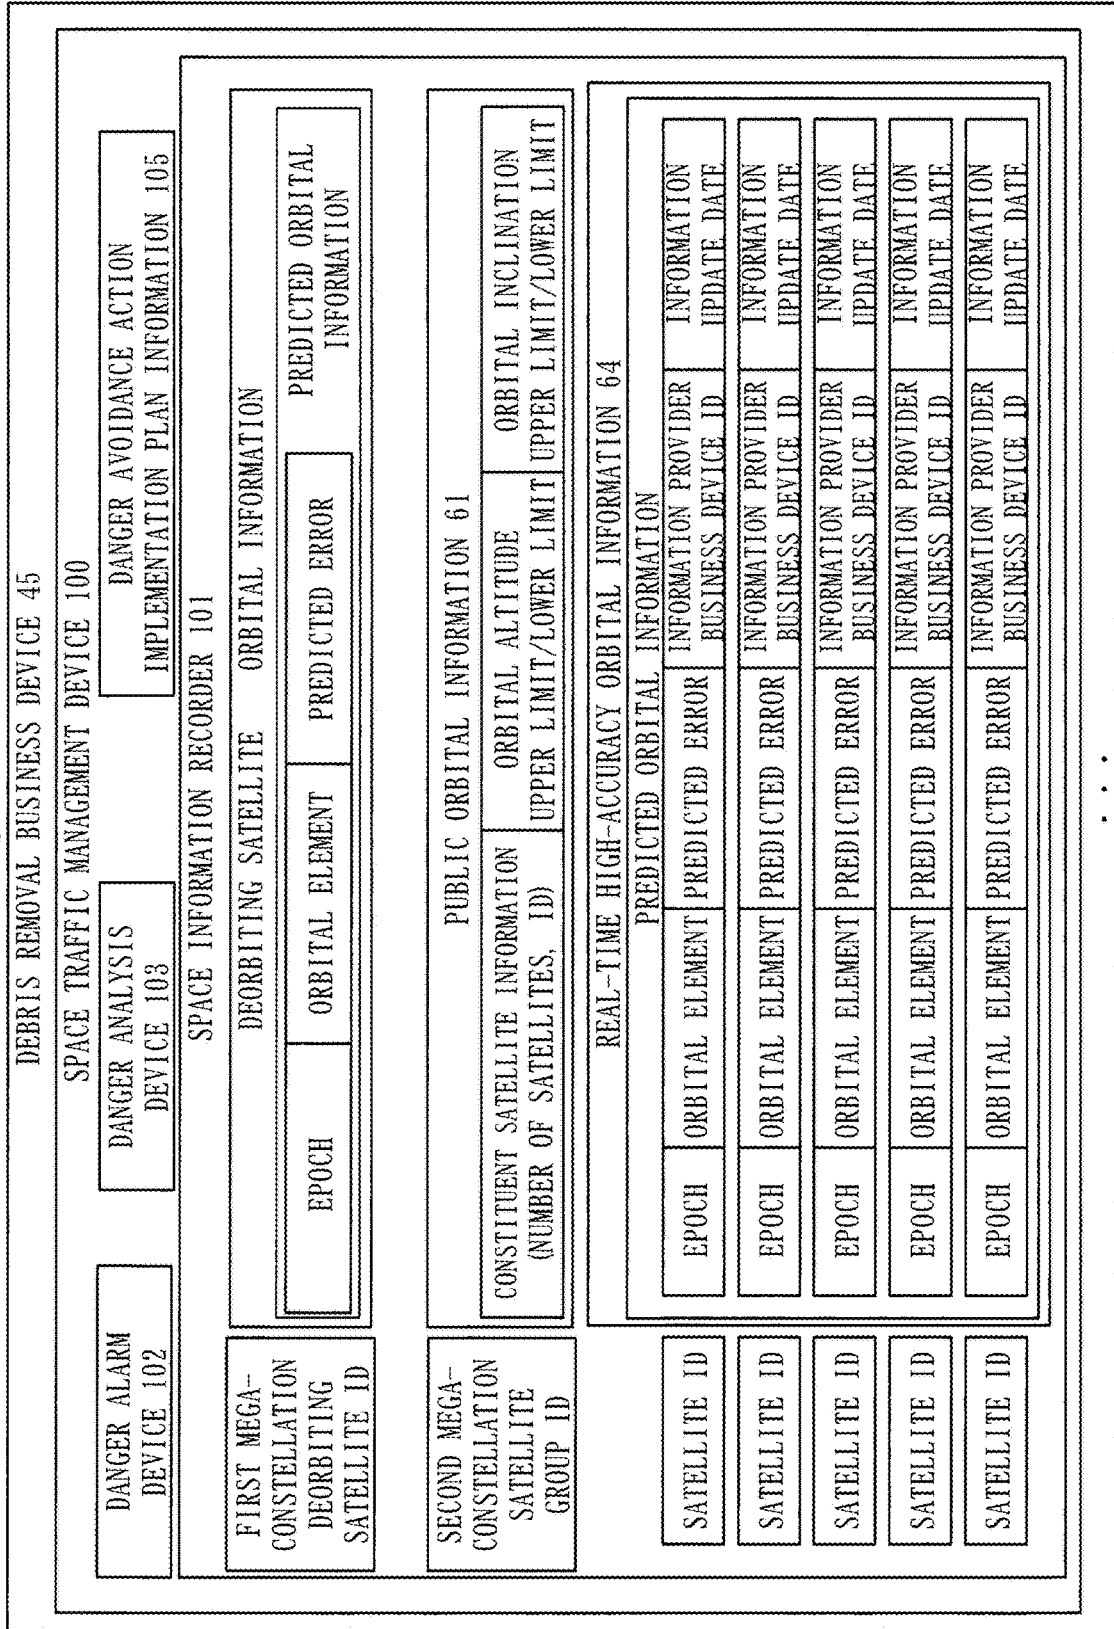 DEBRIS REMOVAL BUSINESS DEVICE 45
SPACE TRAFFIC MANAGEMENT DEVICE 100
DANGER ALARM
DEVICE 102
DANGER ANALYSIS
DEVICE 103
DANGER AVOIDANCE ACTION
IMPLEMENTATION PLAN INFORMATION 105
SPACE INFORMATION RECORDER 101
FIRST MEGA-
CONSTELLATION
DEORBITING
SATELLITE ID
DEORBITING SATELLITE ORBITAL INFORMATION
EPOCH
ORBITAL ELEMENT
PREDICTED ERROR
PREDICTED ORBITAL
INFORMATION
SECOND MEGA-
CONSTELLATION
SATELLITE
GROUP ID
PUBLIC ORBITAL INFORMATION 61
CONSTITUENT SATELLITE INFORMATION
(NUMBER OF SATELLITES, ID)
ORBITAL ALTITUDE
UPPER LIMIT/LOWER LIMIT
ORBITAL INCLINATION
UPPER LIMIT/LOWER LIMIT
REAL-TIME HIGH-ACCURACY ORBITAL INFORMATION 64
PREDICTED ORBITAL INFORMATION
SATELLITE ID
EPOCH
ORBITAL ELEMENT
PREDICTED ERROR
INFORMATION PROVIDER
BUSINESS DEVICE ID
INFORMATION
UPDATE DATE
SATELLITE ID
EPOCH
ORBITAL ELEMENT
PREDICTED ERROR
INFORMATION PROVIDER
BUSINESS DEVICE ID
INFORMATION
UPDATE DATE
SATELLITE ID
EPOCH
ORBITAL ELEMENT
PREDICTED ERROR
INFORMATION PROVIDER
BUSINESS DEVICE ID
INFORMATION
UPDATE DATE
SATELLITE ID
EPOCH
ORBITAL ELEMENT
PREDICTED ERROR
INFORMATION PROVIDER
BUSINESS DEVICE ID
INFORMATION
UPDATE DATE
SATELLITE ID
EPOCH
ORBITAL ELEMENT
PREDICTED ERROR
INFORMATION PROVIDER
BUSINESS DEVICE ID
INFORMATION
UPDATE DATE
...